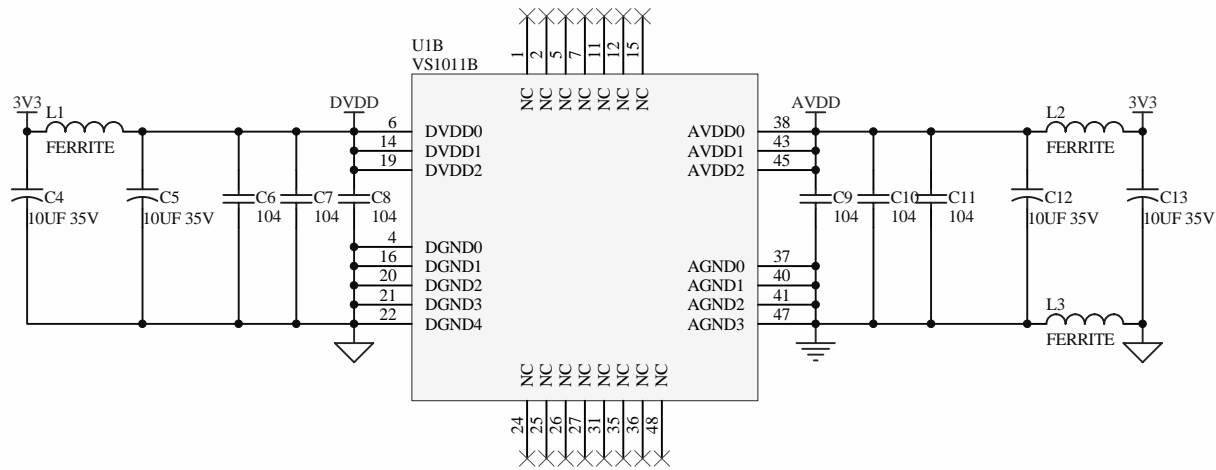 U1B
VS1011B
1 2 5 7 11 12 15
NC NC NC NC NC NC NC
3V3 L1 DVDD AVDD L2 3V3
FERRITE FERRITE
6 DVDD0 AVDD0 38
14 DVDD1 AVDD1 43
19 DVDD2 AVDD2 45
C4 C5 C6 C7 C8 C9 C10 C11 C12 C13
10UF 35V 10UF 35V 104 104 104 104 104 104 10UF 35V 10UF 35V
4 DGND0
16 DGND1 AGND0 37
20 DGND2 AGND1 40
21 DGND3 AGND2 41
22 DGND4 AGND3 47
L3
FERRITE
NC NC NC NC NC NC NC NC
24 25 26 27 31 35 36 48